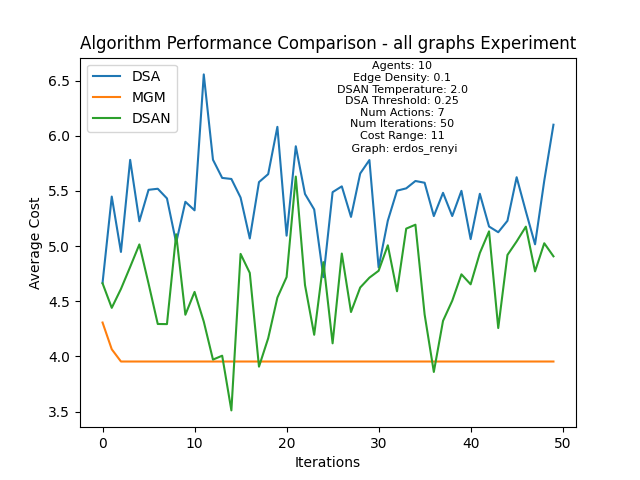 Algorithm Performance Comparison - all graphs Experiment
DSA
MGM
DSAN
Agents: 10
Edge Density: 0.1
DSAN Temperature: 2.0
DSA Threshold: 0.25
Num Actions: 7
Num Iterations: 50
Cost Range: 11
Graph: erdos_renyi
Average Cost
6.5
6.0
5.5
5.0
4.5
4.0
3.5
0 10 20 30 40 50
Iterations